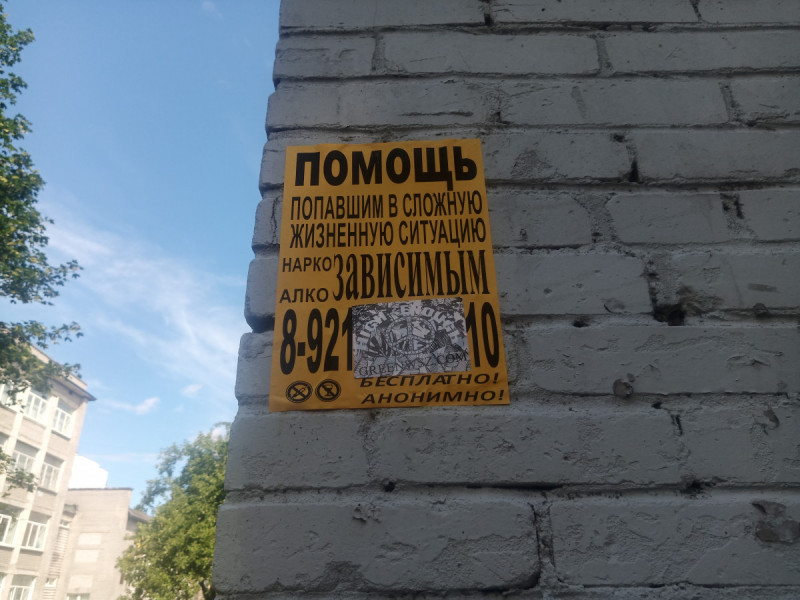 ПОМОЩЬ
ПОПАВШИМ В СЛОЖНУЮ
ЖИЗНЕННУЮ СИТУАЦИЮ
НАРКО
АЛКО
ЗАВИСИМЫМ
8-921
10
БЕСПЛАТНО!
АНОНИМНО!